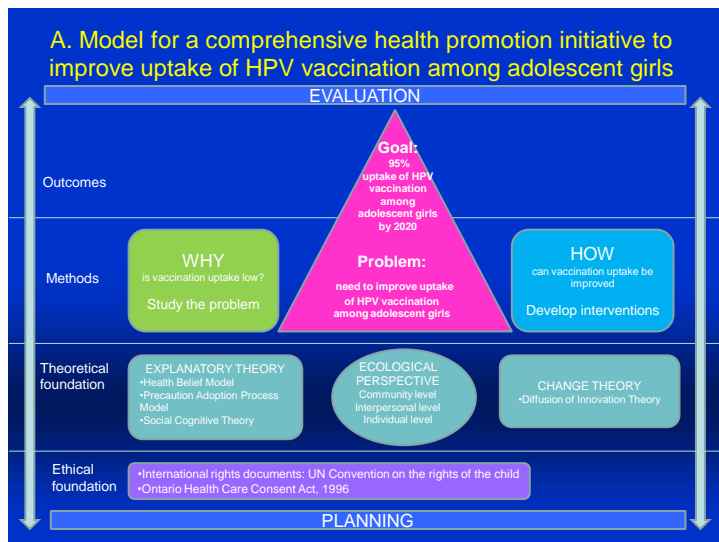 A. Model for a comprehensive health promotion initiative to
improve uptake of HPV vaccination among adolescent girls
EVALUATION
Outcomes
Goal:
95%
uptake of HPV
vaccination
among
adolescent girls
by 2020
Methods
WHY
is vaccination uptake low?
Study the problem
Problem:
need to improve uptake
of HPV vaccination
among adolescent girls
HOW
can vaccination uptake be
improved
Develop interventions
Theoretical
foundation
EXPLANATORY THEORY
•Health Belief Model
•Precaution Adoption Process
Model
•Social Cognitive Theory
ECOLOGICAL
PERSPECTIVE
Community level
Interpersonal level
Individual level
CHANGE THEORY
•Diffusion of Innovation Theory
Ethical
foundation
•International rights documents: UN Convention on the rights of the child
•Ontario Health Care Consent Act, 1996
PLANNING